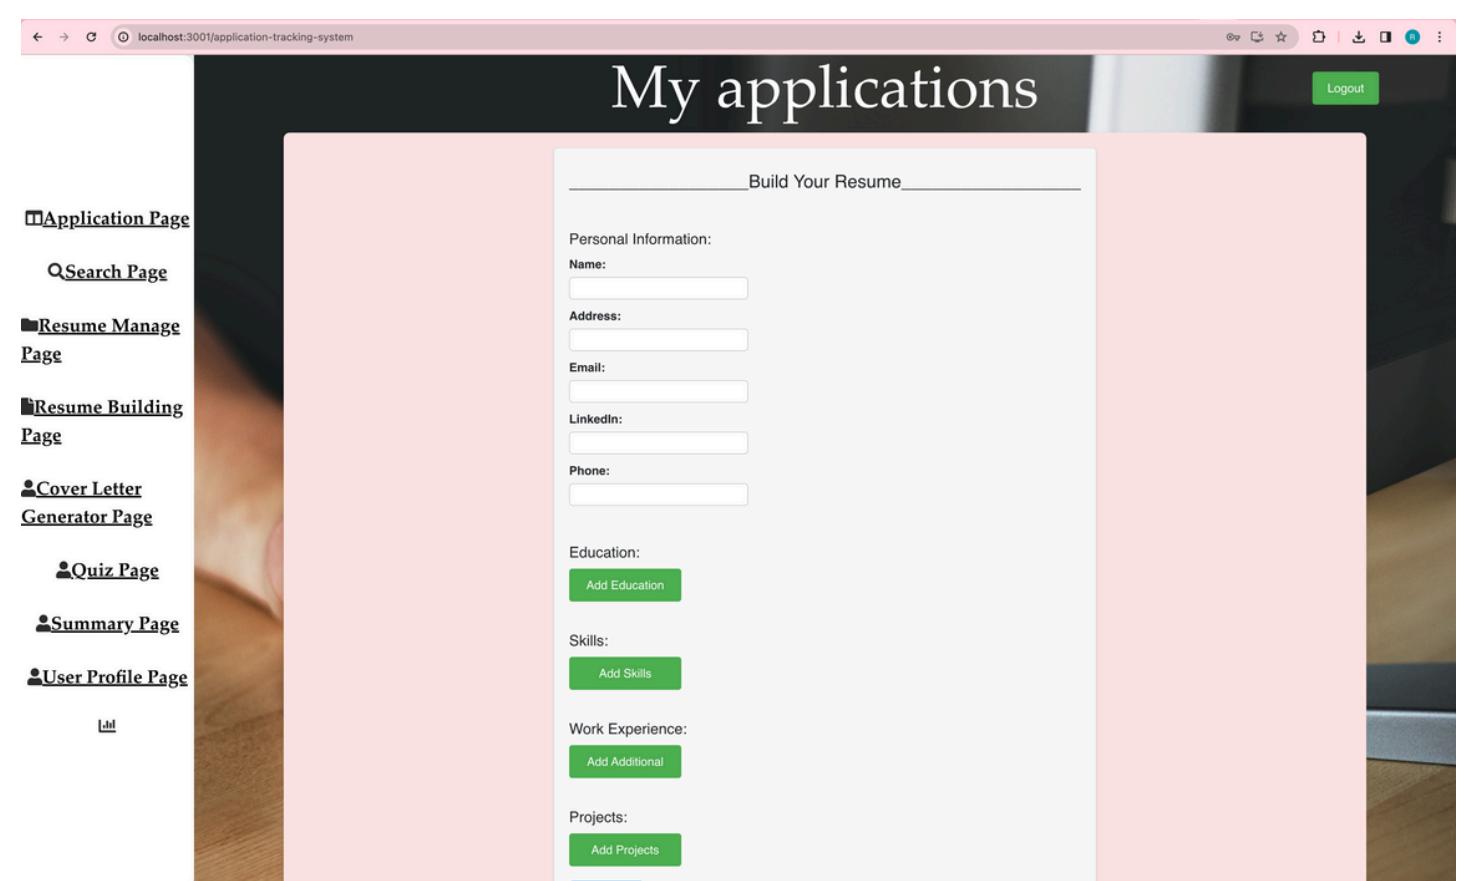 localhost:3001/application-tracking-system
My applications
Logout
Application Page
Search Page
Resume Manage
Page
Resume Building
Page
Cover Letter
Generator Page
Quiz Page
Summary Page
User Profile Page
Build Your Resume
Personal Information:
Name:
Address:
Email:
LinkedIn:
Phone:
Education:
Add Education
Skills:
Add Skills
Work Experience:
Add Additional
Projects:
Add Projects